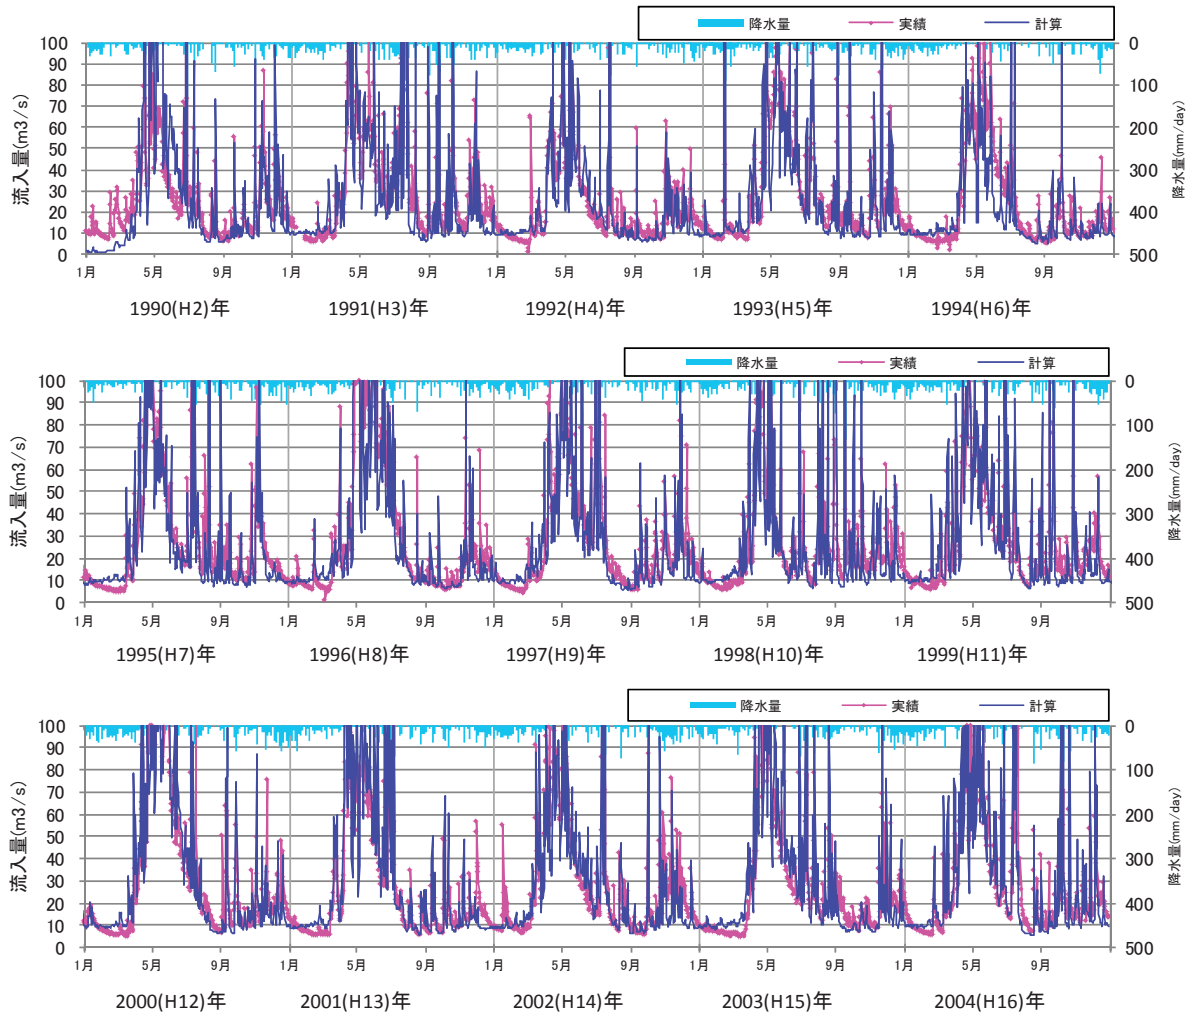 降水量 実績 計算
100 90 80 70 60 50 40 30 20 10 0
流入量(m3/s)
0 100 200 300 400 500
降水量(mm/day)
1月 5月 9月 1月 5月 9月 1月 5月 9月 1月 5月 9月 1月 5月 9月
1990(H2)年 1991(H3)年 1992(H4)年 1993(H5)年 1994(H6)年
降水量 実績 計算
100 90 80 70 60 50 40 30 20 10 0
流入量(m3/s)
0 100 200 300 400 500
降水量(mm/day)
1月 5月 9月 1月 5月 9月 1月 5月 9月 1月 5月 9月 1月 5月 9月
1995(H7)年 1996(H8)年 1997(H9)年 1998(H10)年 1999(H11)年
降水量 実績 計算
100 90 80 70 60 50 40 30 20 10 0
流入量(m3/s)
0 100 200 300 400 500
降水量(mm/day)
1月 5月 9月 1月 5月 9月 1月 5月 9月 1月 5月 9月 1月 5月 9月
2000(H12)年 2001(H13)年 2002(H14)年 2003(H15)年 2004(H16)年